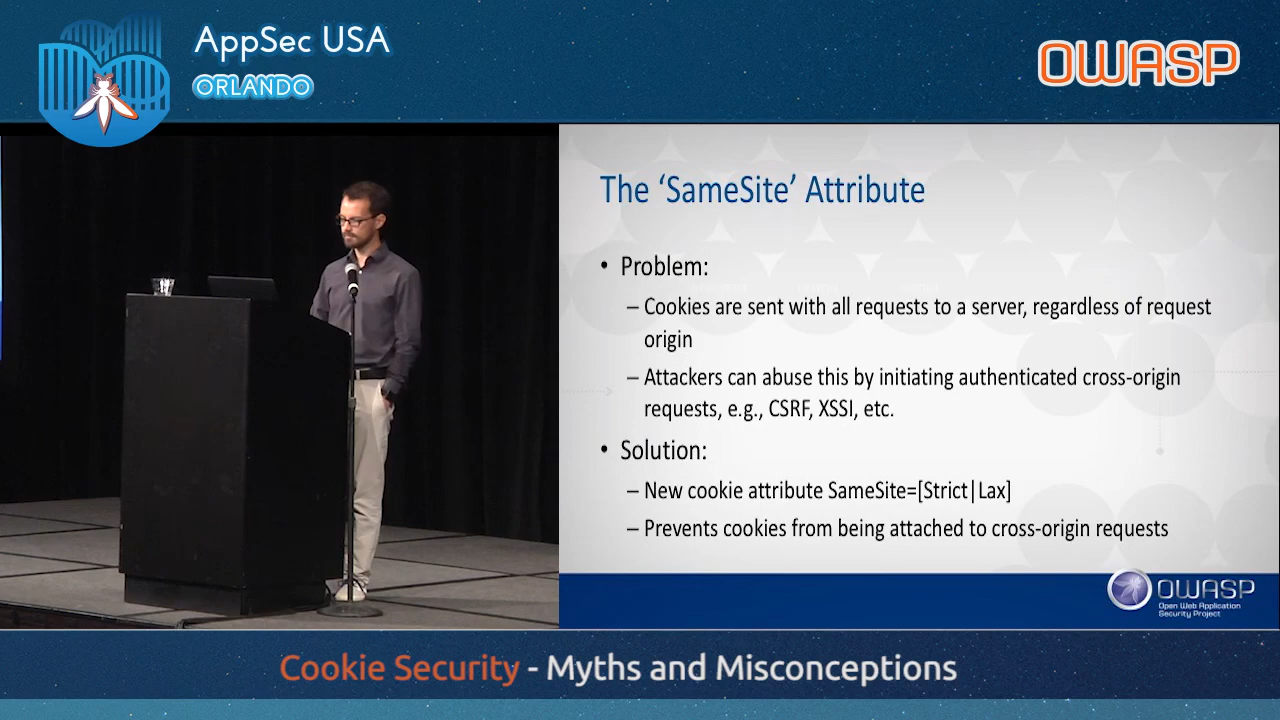 AppSec USA
ORLANDO
OWASP
The ‘SameSite’ Attribute
• Problem:
– Cookies are sent with all requests to a server, regardless of request
origin
– Attackers can abuse this by initiating authenticated cross-origin
requests, e.g., CSRF, XSSI, etc.
• Solution:
– New cookie attribute SameSite=[Strict|Lax]
– Prevents cookies from being attached to cross-origin requests
OWASP
Open Web Application
Security Project
Cookie Security - Myths and Misconceptions